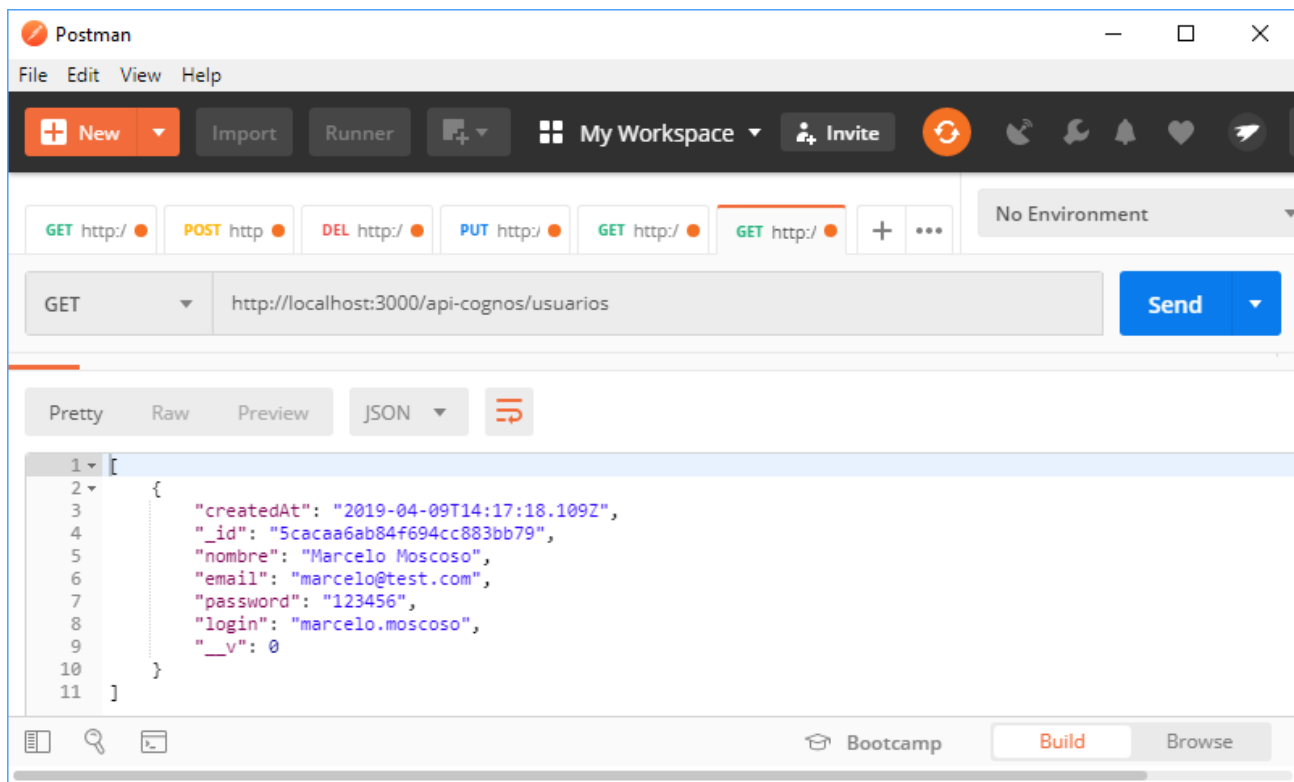 Postman
File Edit View Help
New Import Runner My Workspace Invite
GET http:/ POST http DEL http:/ PUT http:/ GET http:/ GET http:/ + ••• No Environment
GET http://localhost:3000/api-cognos/usuarios Send
Pretty Raw Preview JSON
1 [
2 {
3 "createdAt": "2019-04-09T14:17:18.109Z",
4 "_id": "5cacaa6ab84f694cc883bb79",
5 "nombre": "Marcelo Moscoso",
6 "email": "marcelo@test.com",
7 "password": "123456",
8 "login": "marcelo.moscoso",
9 "__v": 0
10 }
11 ]
Bootcamp Build Browse